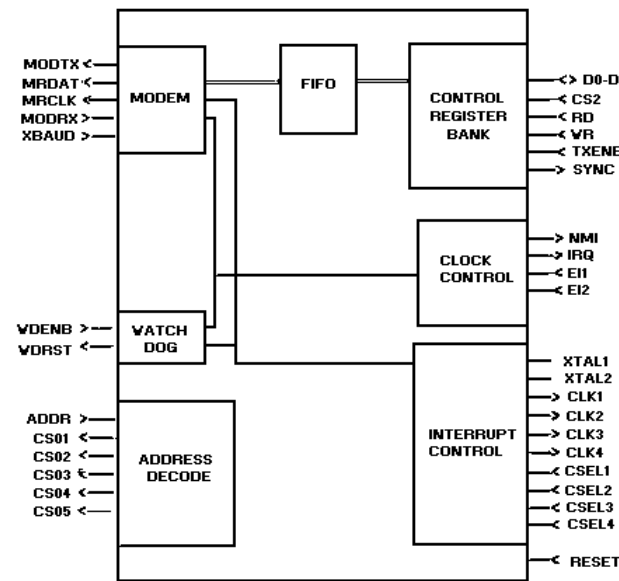 MODTX
MRDAT
MRCLK
MODRX
XBAUD
MODEM
FIFO
CONTROL
REGISTER
BANK
D0-D
CS2
RD
WR
TXENB
SYNC
CLOCK
CONTROL
NMI
IRQ
EI1
EI2
WDENB
WDRST
WATCH
DOG
ADDR
CS01
CS02
CS03
CS04
CS05
ADDRESS
DECODE
INTERRUPT
CONTROL
XTAL1
XTAL2
CLK1
CLK2
CLK3
CLK4
CSEL1
CSEL2
CSEL3
CSEL4
RESET